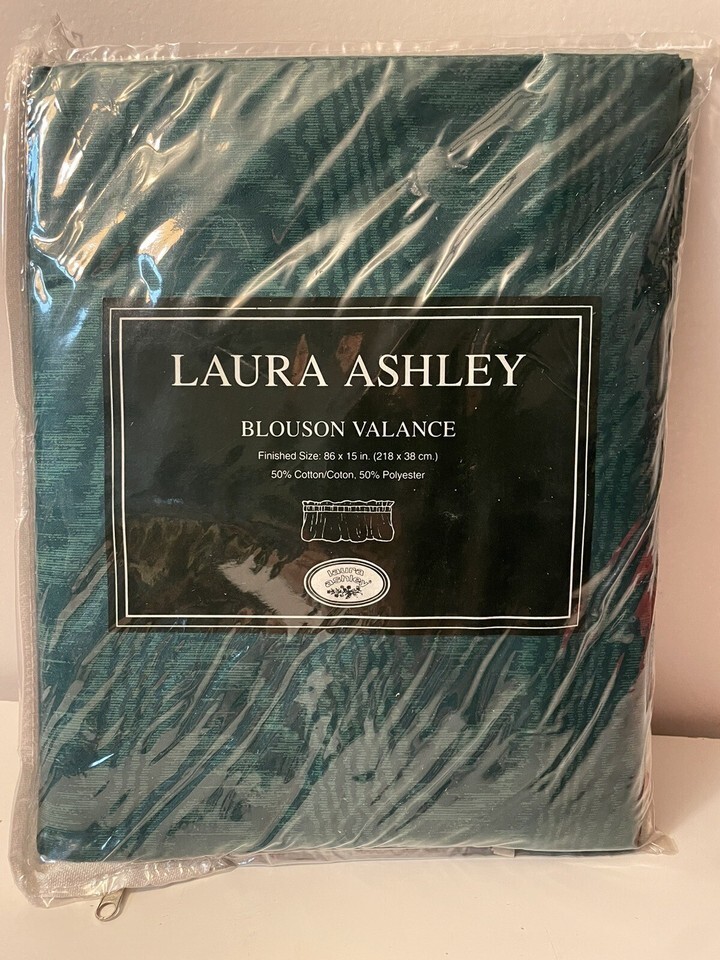 LAURA ASHLEY
BLOUSON VALANCE
Finished Size: 86 x 15 in. (218 x 38 cm.)
50% Cotton/Coton, 50% Polyester
laura
ashley